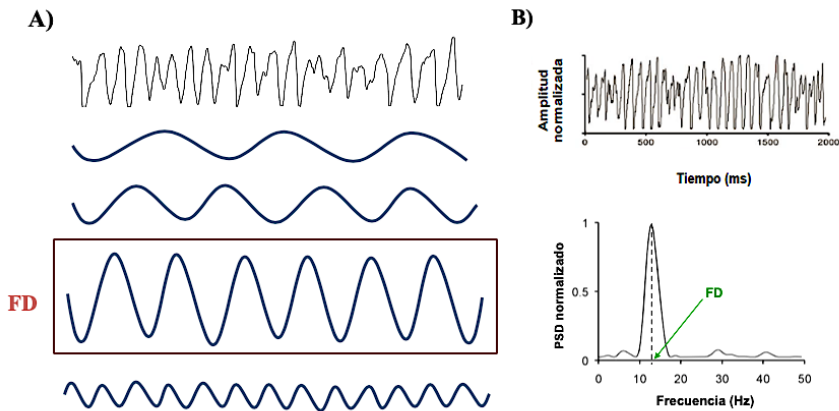 A)
FD
B)
Amplitud
normalizada
0
500
1000
1500
2000
Tiempo (ms)
PSD normalizado
1
0.5
0
FD
0
10
20
30
40
50
Frecuencia (Hz)